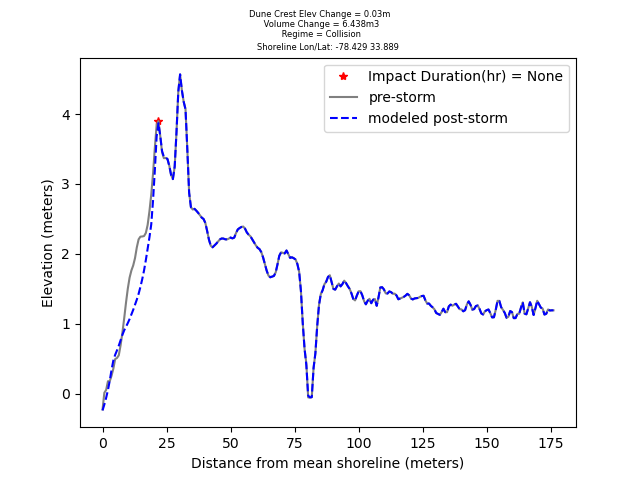 Dune Crest Elev Change = 0.03m
Volume Change = 6.438m3
Regime = Collision
Shoreline Lon/Lat: -78.429 33.889
Impact Duration(hr) = None
pre-storm
modeled post-storm
Elevation (meters)
4
3
2
1
0
0 25 50 75 100 125 150 175
Distance from mean shoreline (meters)